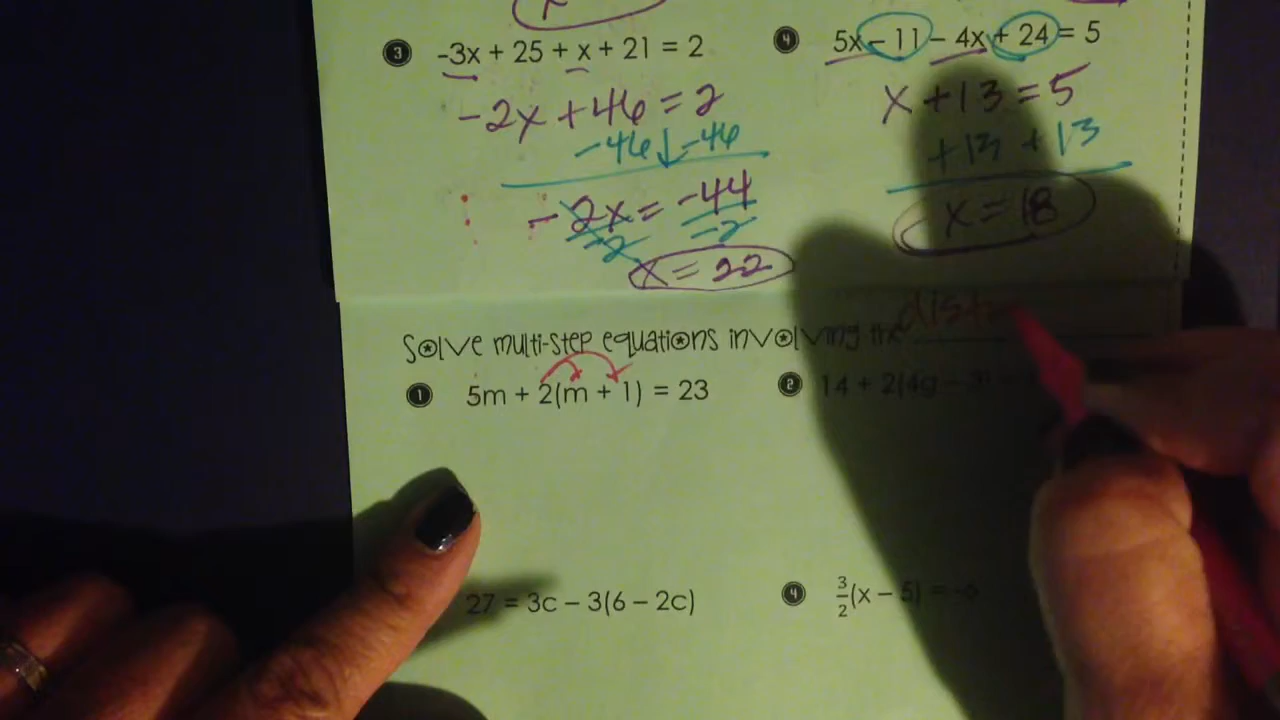 3 -3x + 25 + x + 21 = 2
-2x + 46 = 2
-46 ↓ -46
-2x = -44
-2 -2
x = 22
4 5x - 11 - 4x + 24 = 5
x + 13 = 5
+13 +13
x = 18
Solve multi-step equations involving the
1 5m + 2(m + 1) = 23
2 14 + 2(4g -
27 = 3c - 3(6 - 2c)
4 3/2(x - 5) =